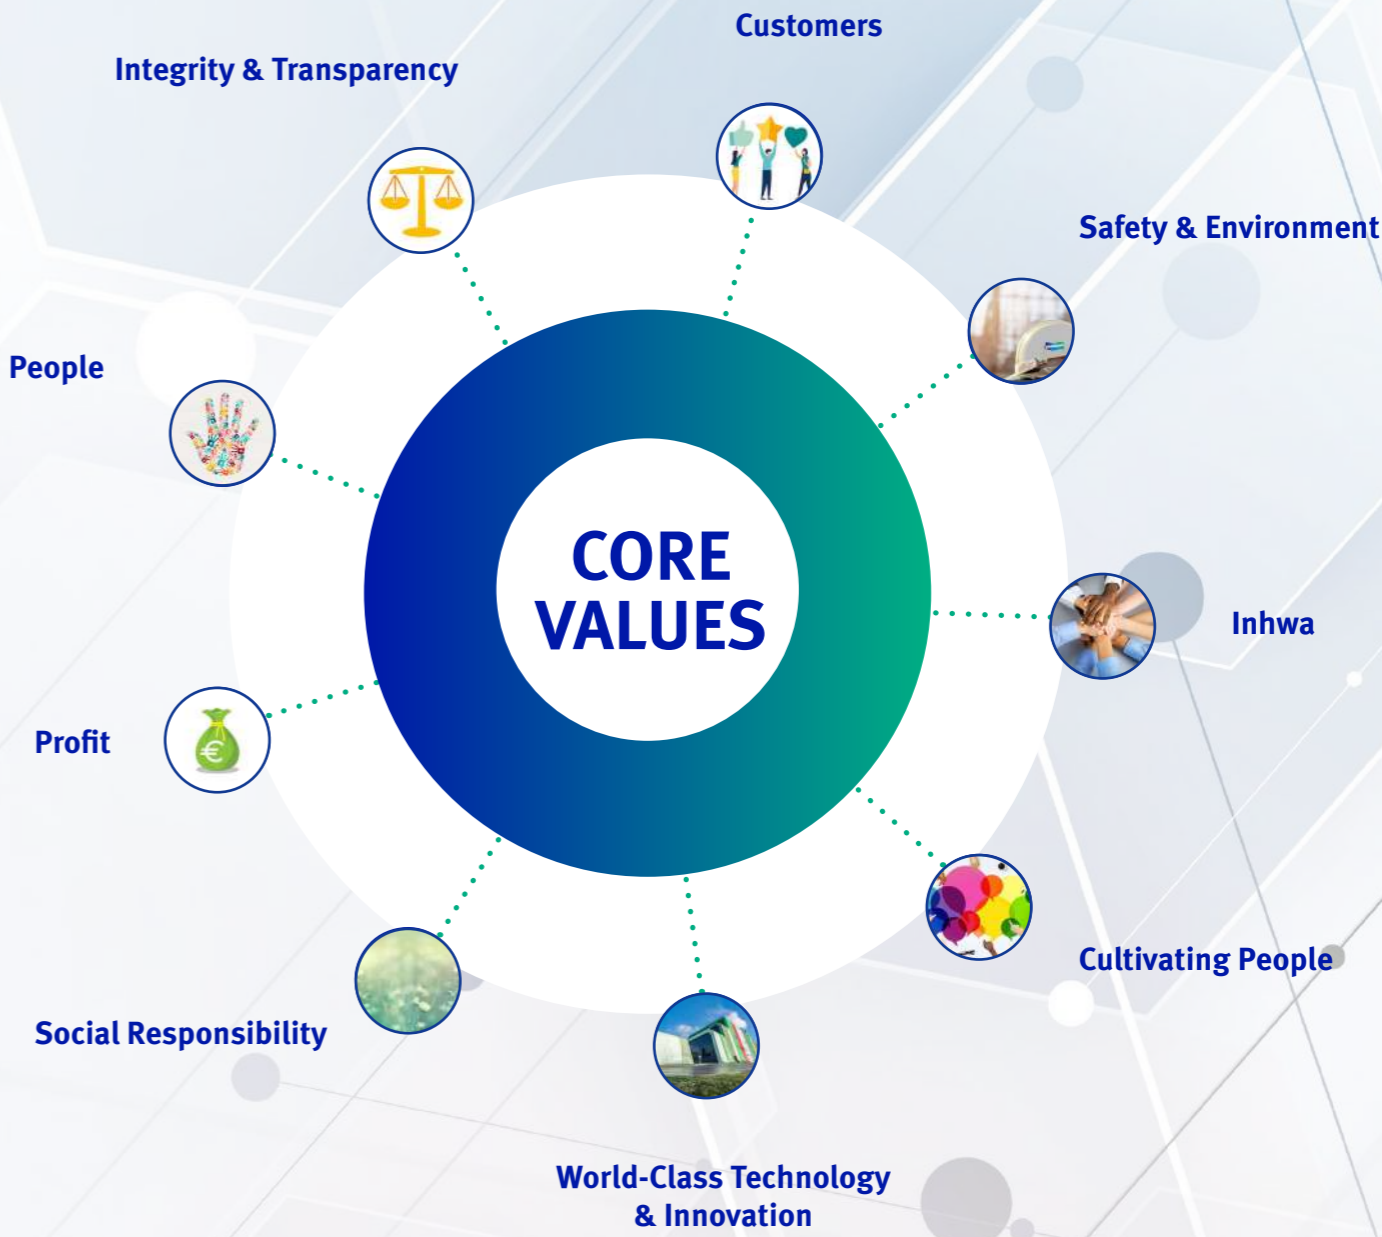 Customers
Integrity & Transparency
Safety & Environment
People
CORE
VALUES
Inhwa
Profit
€
Cultivating People
Social Responsibility
World-Class Technology
& Innovation